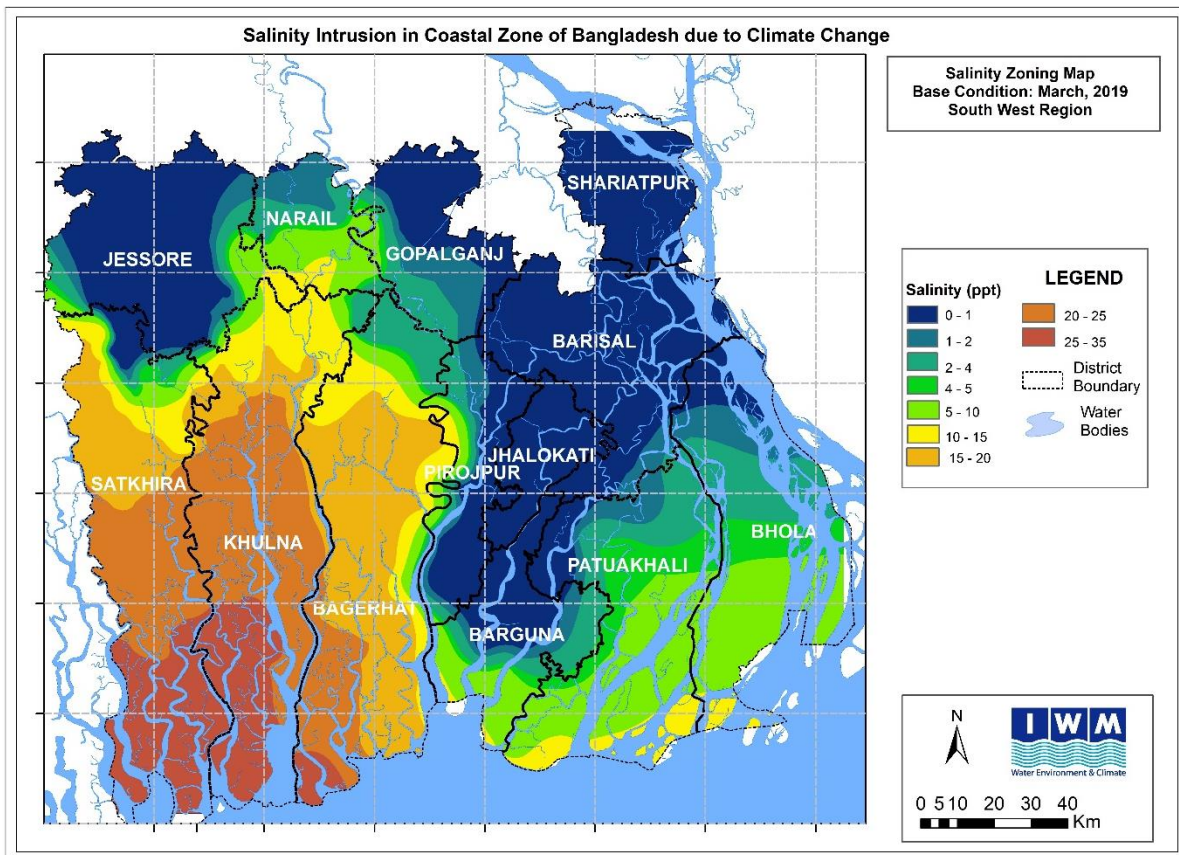 Salinity Intrusion in Coastal Zone of Bangladesh due to Climate Change
Salinity Zoning Map
Base Condition: March, 2019
South West Region
SHARIATPUR
NARAIL
JESSORE
GOPALGANJ
BARISAL
JHALOKATI
PIROJPUR
SATKHIRA
KHULNA
BHOLA
PATUAKHALI
BAGERHAT
BARGUNA
LEGEND
Salinity (ppt)
0 - 1
1 - 2
2 - 4
4 - 5
5 - 10
10 - 15
15 - 20
20 - 25
25 - 35
District
Boundary
Water
Bodies
N
IWM
Water Environment & Climate
0 5 10 20 30 40
Km